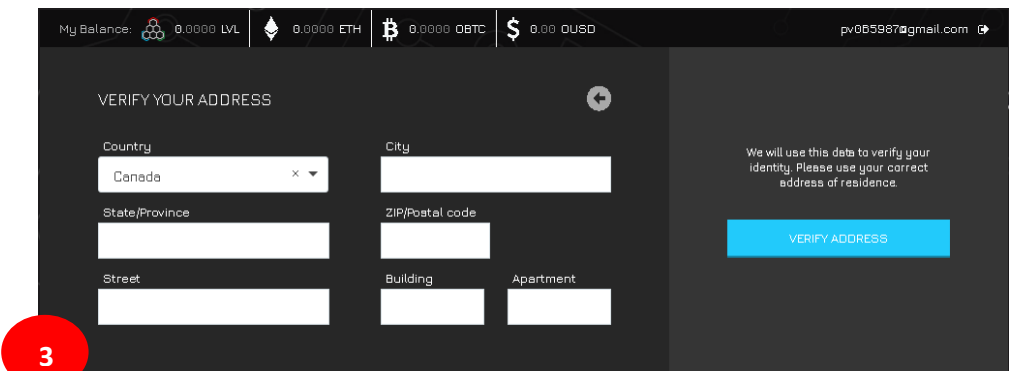 My Balance: 0.0000 LVL 0.0000 ETH 0.0000 OBTC 0.00 OUSD pv065987@gmail.com
VERIFY YOUR ADDRESS
Country City
Canada
State/Province ZIP/Postal code
Street Building Apartment
We will use this data to verify your
identity. Please use your correct
address of residence.
VERIFY ADDRESS
3